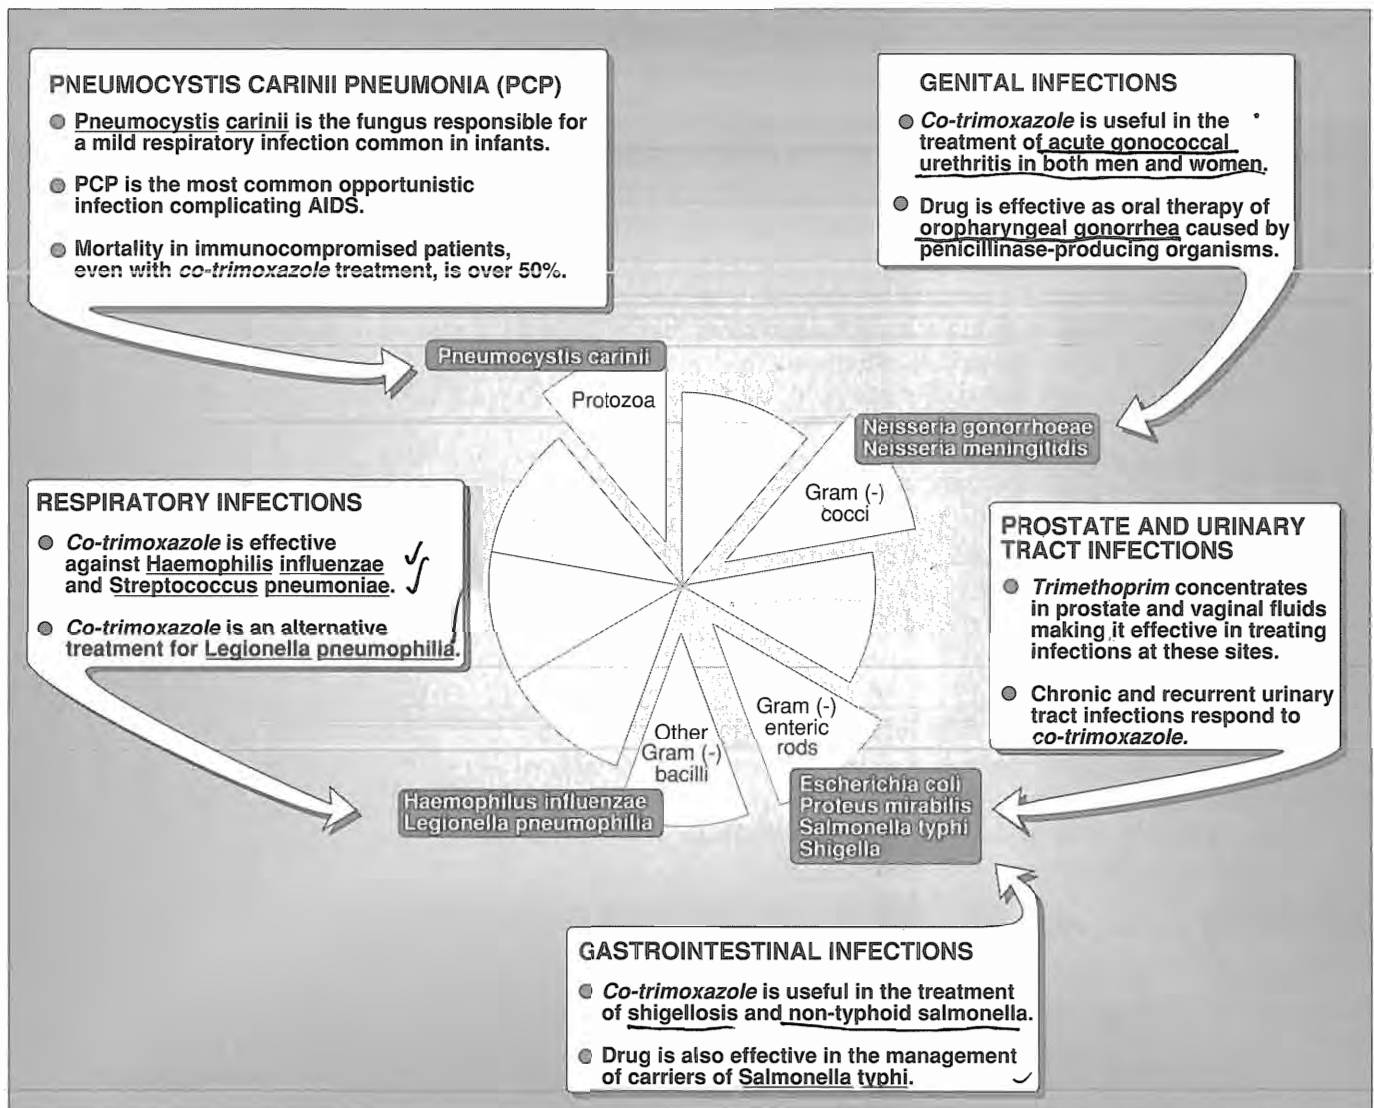 PNEUMOCYSTIS CARINII PNEUMONIA (PCP)
Pneumocystis carinii is the fungus responsible for
a mild respiratory infection common in infants.
PCP is the most common opportunistic
infection complicating AIDS.
Mortality in immunocompromised patients,
even with co-trimoxazole treatment, is over 50%.
GENITAL INFECTIONS
Co-trimoxazole is useful in the
treatment of acute gonococcal
urethritis in both men and women.
Drug is effective as oral therapy of
oropharyngeal gonorrhea caused by
penicillinase-producing organisms.
Pneumocystis carinii
Protozoa
Neisseria gonorrhoeae
Neisseria meningitidis
Gram (-)
cocci
RESPIRATORY INFECTIONS
Co-trimoxazole is effective
against Haemophilis influenzae
and Streptococcus pneumoniae.
Co-trimoxazole is an alternative
treatment for Legionella pneumophilia.
PROSTATE AND URINARY
TRACT INFECTIONS
Trimethoprim concentrates
in prostate and vaginal fluids
making it effective in treating
infections at these sites.
Chronic and recurrent urinary
tract infections respond to
co-trimoxazole.
Gram (-)
enteric
rods
Other
Gram (-)
bacilli
Escherichia coli
Proteus mirabilis
Salmonella typhi
Shigella
Haemophilus influenzae
Legionella pneumophilia
GASTROINTESTINAL INFECTIONS
Co-trimoxazole is useful in the treatment
of shigellosis and non-typhoid salmonella.
Drug is also effective in the management
of carriers of Salmonella typhi.